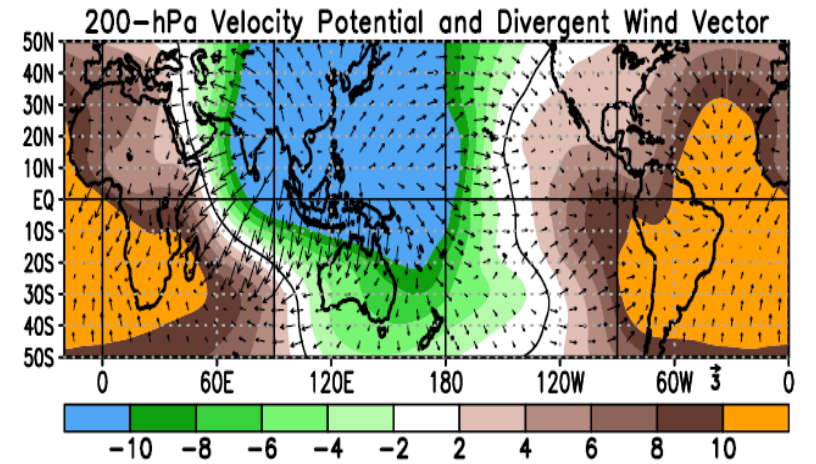 200-hPa Velocity Potential and Divergent Wind Vector
50N
40N
30N
20N
10N
EQ
10S
20S
30S
40S
50S
0 60E 120E 180 120W 60W 3 0
-10 -8 -6 -4 -2 2 4 6 8 10